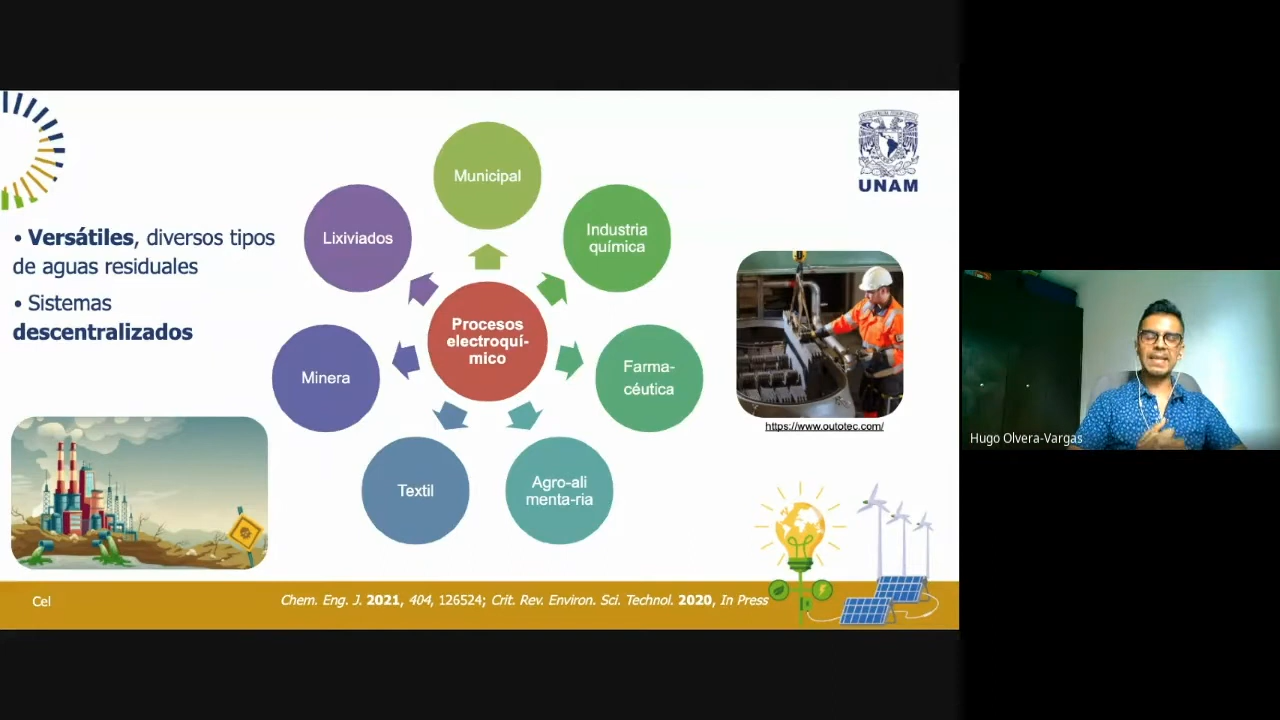 UNAM
• Versátiles, diversos tipos
de aguas residuales
• Sistemas
descentralizados
Municipal
Industria
química
Farma-
céutica
Agro-ali
menta-ria
Textil
Minera
Lixiviados
Procesos
electroquí-
mico
https://www.outotec.com/
Hugo Olvera-Vargas
Cel
Chem. Eng. J. 2021, 404, 126524; Crit. Rev. Environ. Sci. Technol. 2020, In Press